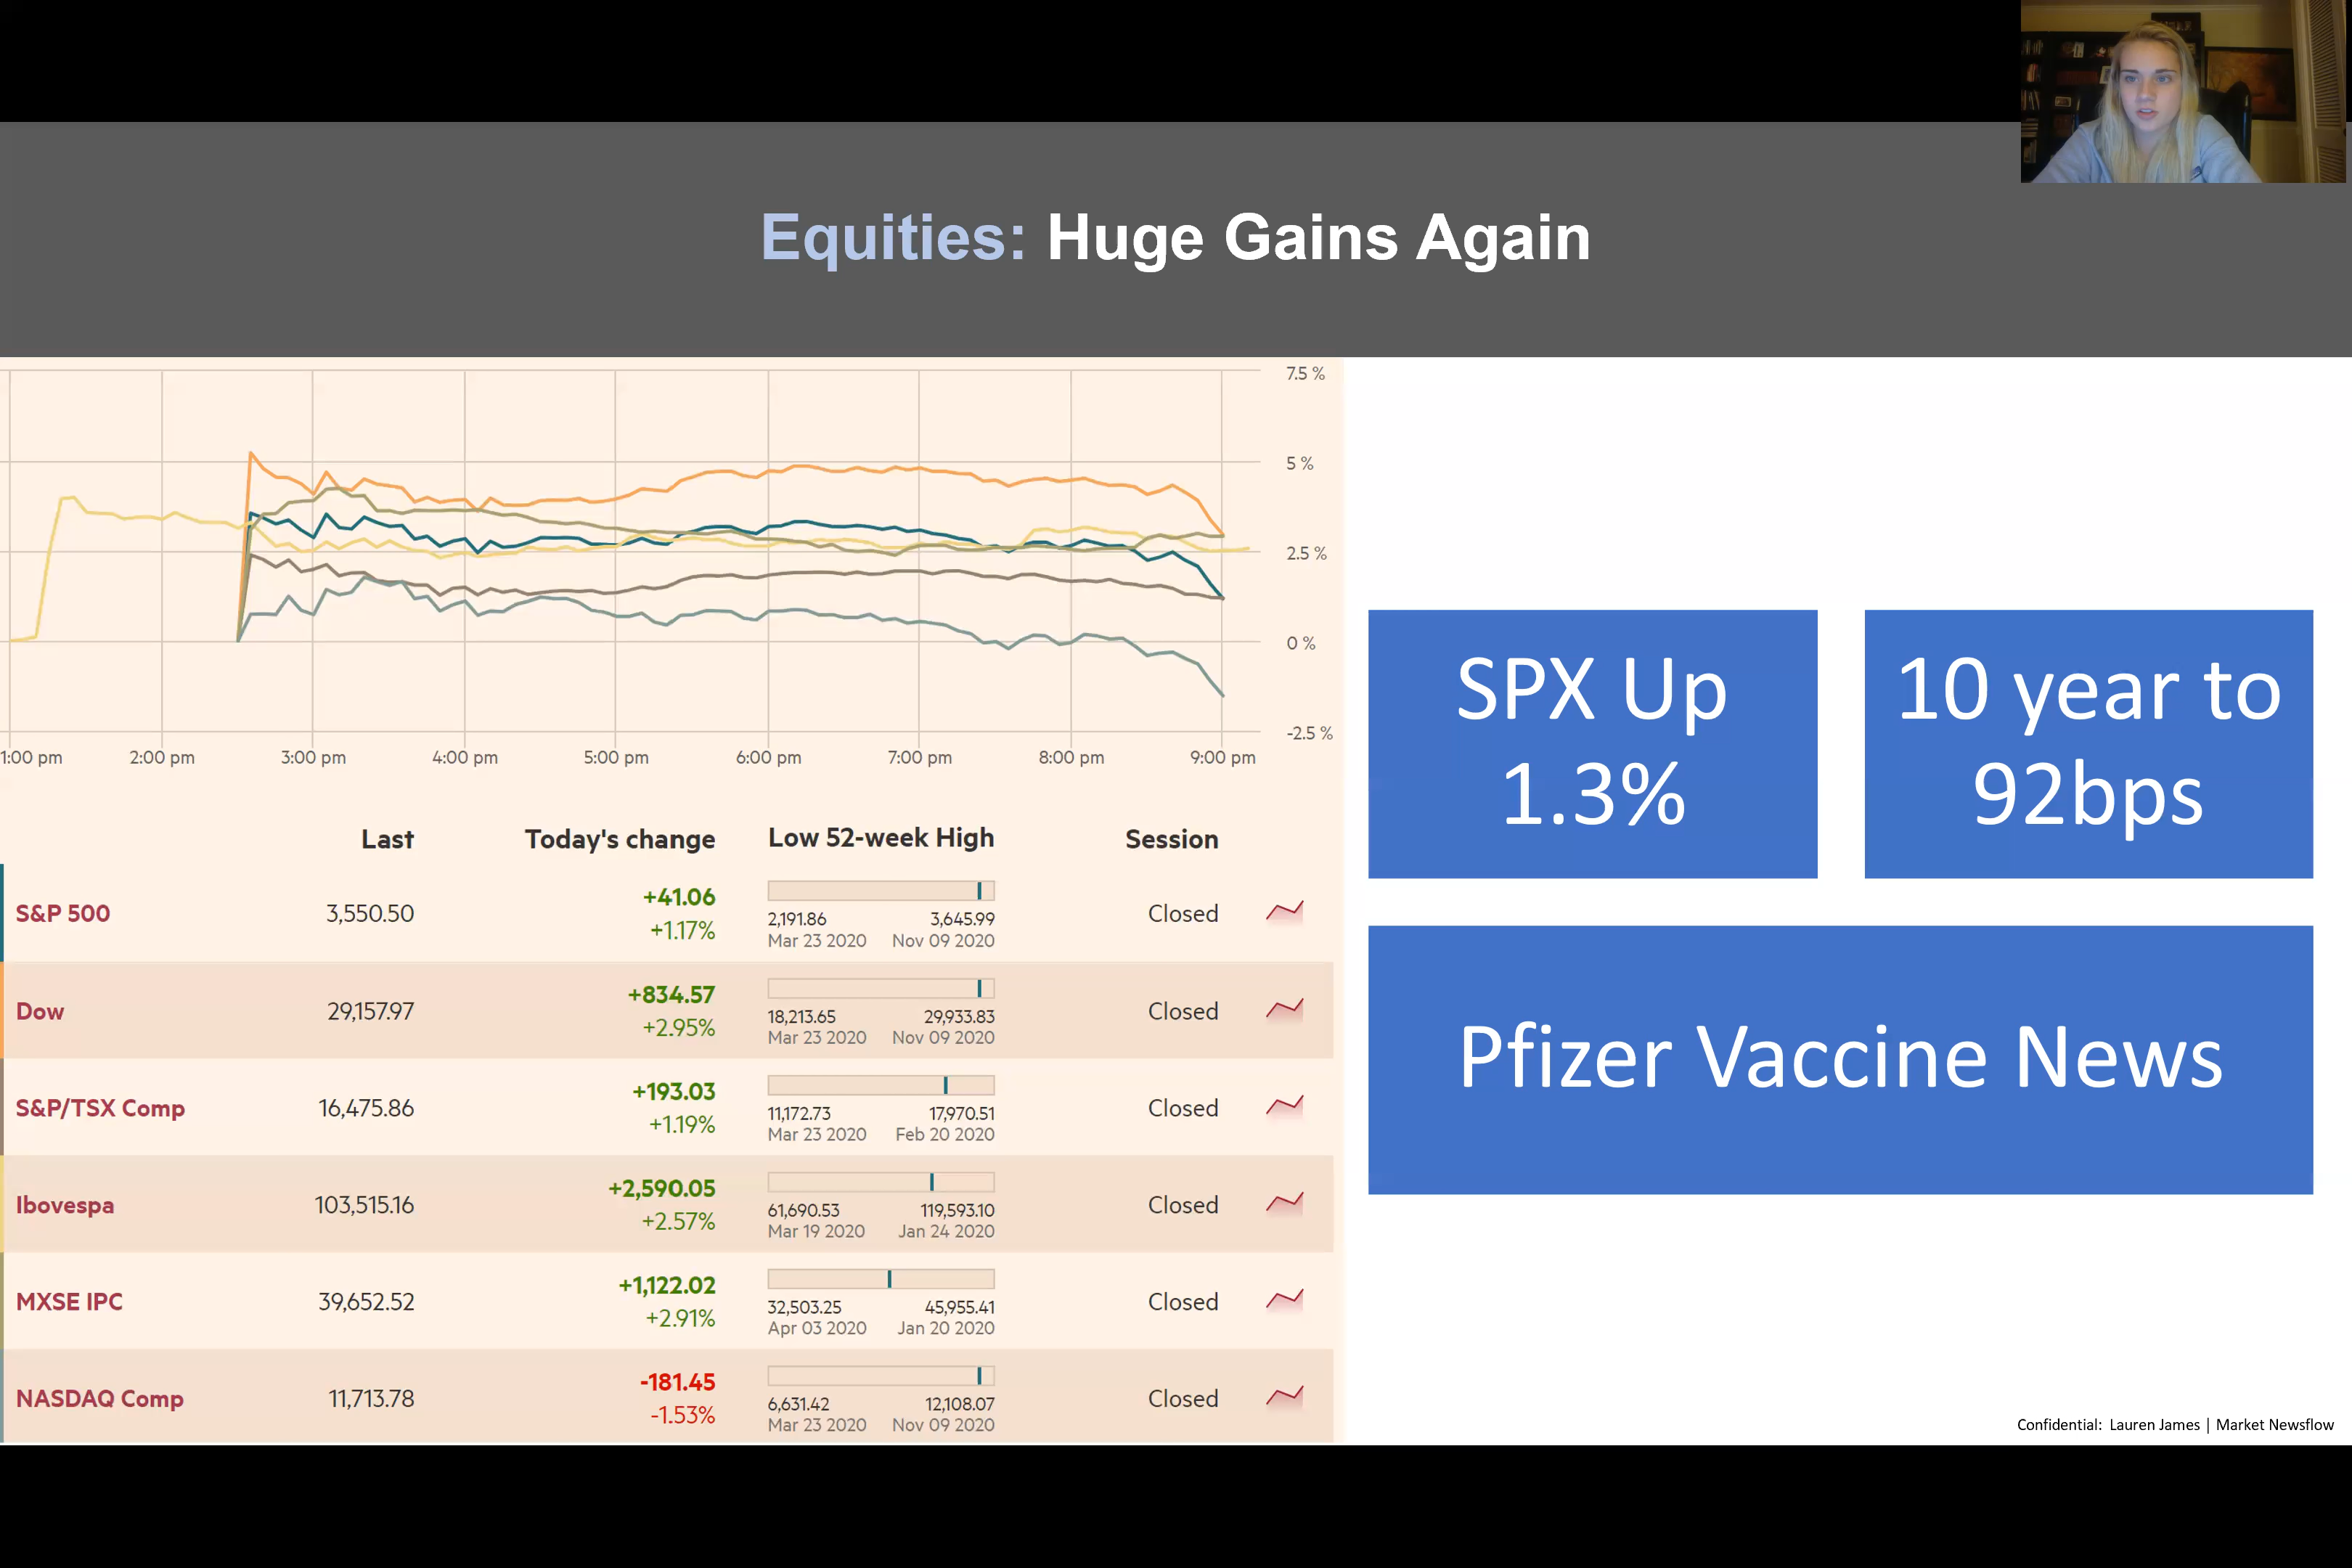 Equities: Huge Gains Again
7.5 %
5 %
2.5 %
0 %
-2.5 %
1:00 pm 2:00 pm 3:00 pm 4:00 pm 5:00 pm 6:00 pm 7:00 pm 8:00 pm 9:00 pm
Last Today's change Low 52-week High Session
S&P 500 3,550.50 +41.06 +1.17% 2,191.86 Mar 23 2020 3,645.99 Nov 09 2020 Closed
Dow 29,157.97 +834.57 +2.95% 18,213.65 Mar 23 2020 29,933.83 Nov 09 2020 Closed
S&P/TSX Comp 16,475.86 +193.03 +1.19% 11,172.73 Mar 23 2020 17,970.51 Feb 20 2020 Closed
Ibovespa 103,515.16 +2,590.05 +2.57% 61,690.53 Mar 19 2020 119,593.10 Jan 24 2020 Closed
MXSE IPC 39,652.52 +1,122.02 +2.91% 32,503.25 Apr 03 2020 45,955.41 Jan 20 2020 Closed
NASDAQ Comp 11,713.78 -181.45 -1.53% 6,631.42 Mar 23 2020 12,108.07 Nov 09 2020 Closed
SPX Up
1.3%
10 year to
92bps
Pfizer Vaccine News
Confidential: Lauren James | Market Newsflow